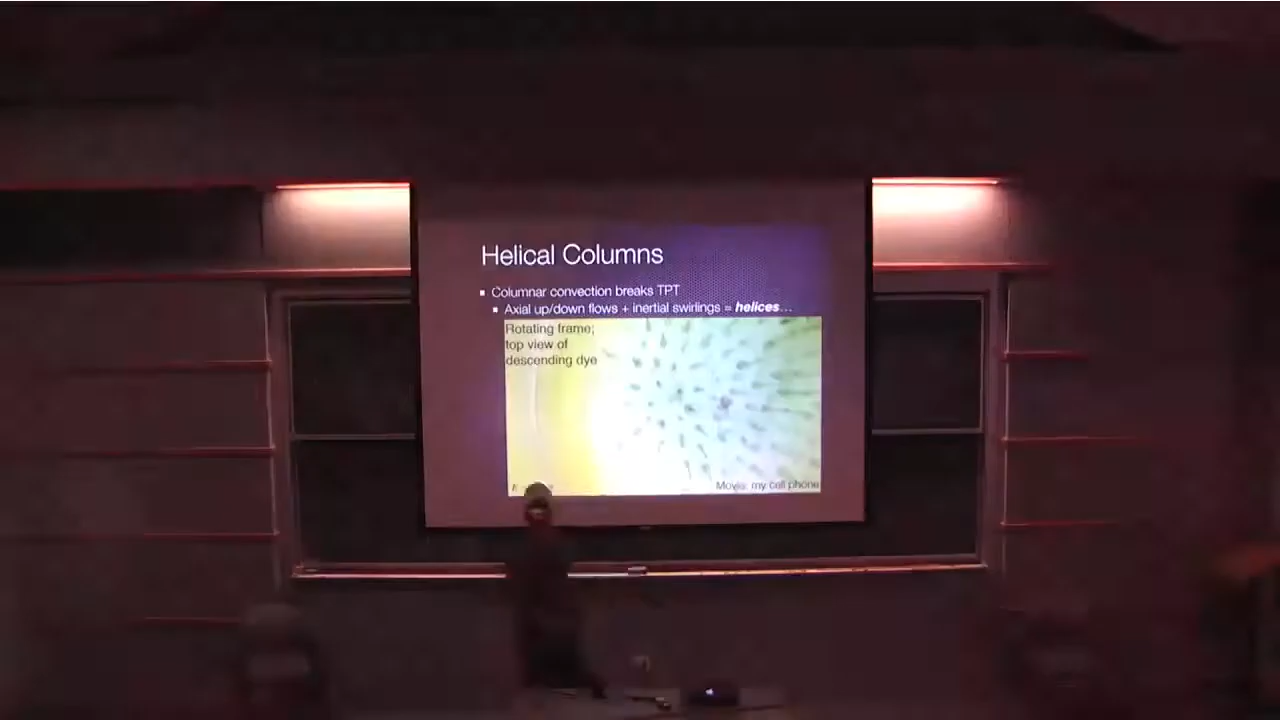 Helical Columns
Columnar convection breaks TPT
Axial up/down flows + inertial swirlings = helices...
Rotating frame;
top view of
descending dye
Movie: my cell phone